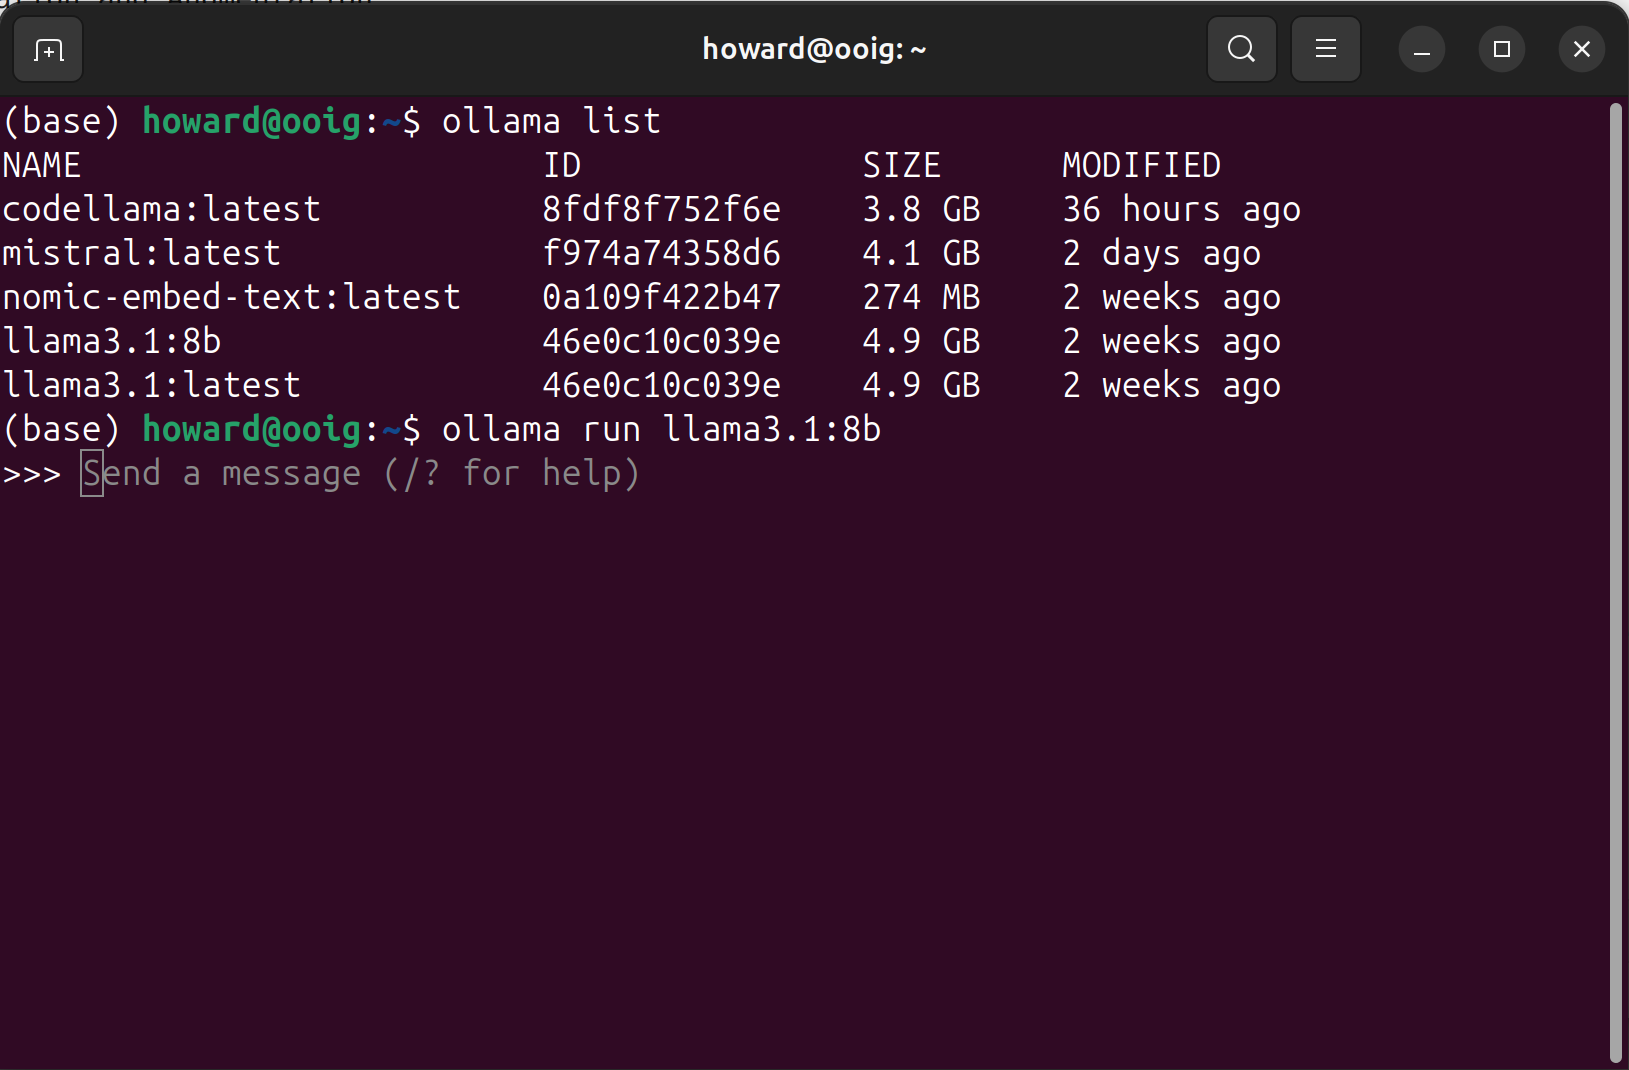 howard@ooig: ~
(base) howard@ooig:~$ ollama list
NAME ID SIZE MODIFIED
codellama:latest 8fdf8f752f6e 3.8 GB 36 hours ago
mistral:latest f974a74358d6 4.1 GB 2 days ago
nomic-embed-text:latest 0a109f422b47 274 MB 2 weeks ago
llama3.1:8b 46e0c10c039e 4.9 GB 2 weeks ago
llama3.1:latest 46e0c10c039e 4.9 GB 2 weeks ago
(base) howard@ooig:~$ ollama run llama3.1:8b
>>> Send a message (/? for help)